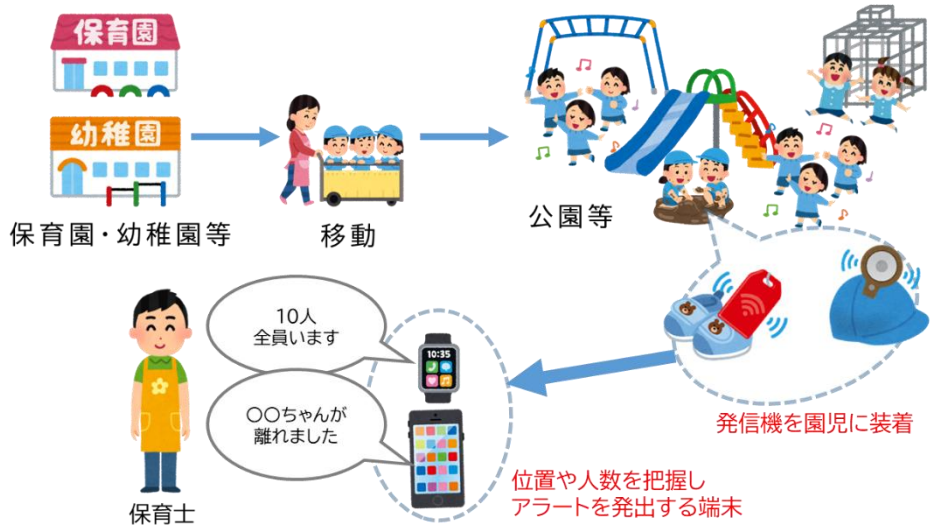 保育園
幼稚園
保育園・幼稚園等
移動
公園等
10人
全員います
10:35
〇〇ちゃんが
離れました
発信機を園児に装着
位置や人数を把握し
アラートを発出する端末
保育士